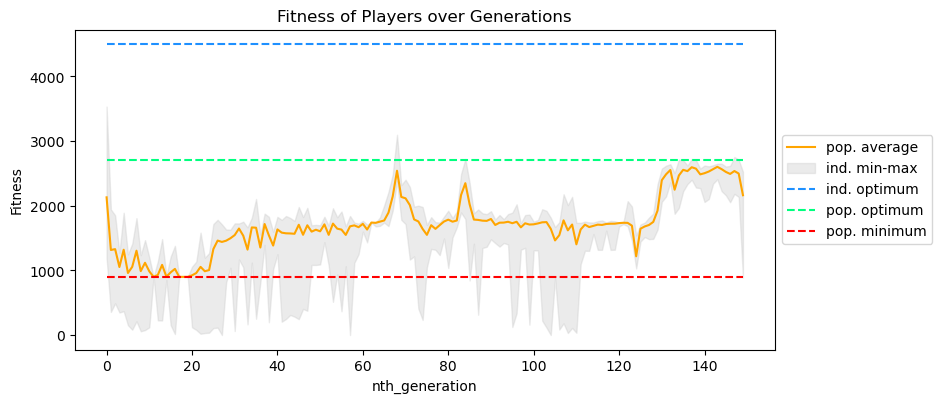 Fitness of Players over Generations
Fitness
4000
3000
2000
1000
0
0 20 40 60 80 100 120 140
nth_generation
pop. average
ind. min-max
ind. optimum
pop. optimum
pop. minimum